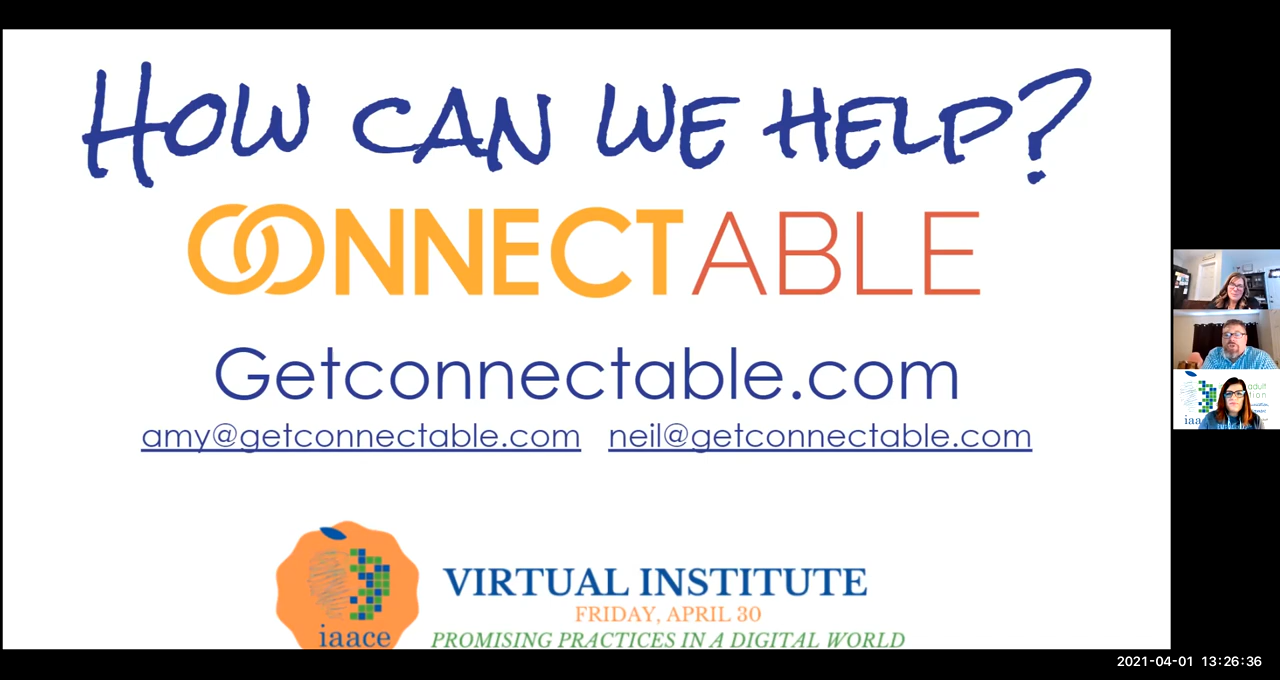 How can we help?
CONNECTABLE
Getconnectable.com
amy@getconnectable.com neil@getconnectable.com
iaace
VIRTUAL INSTITUTE
FRIDAY, APRIL 30
PROMISING PRACTICES IN A DIGITAL WORLD
2021-04-01 13:26:36